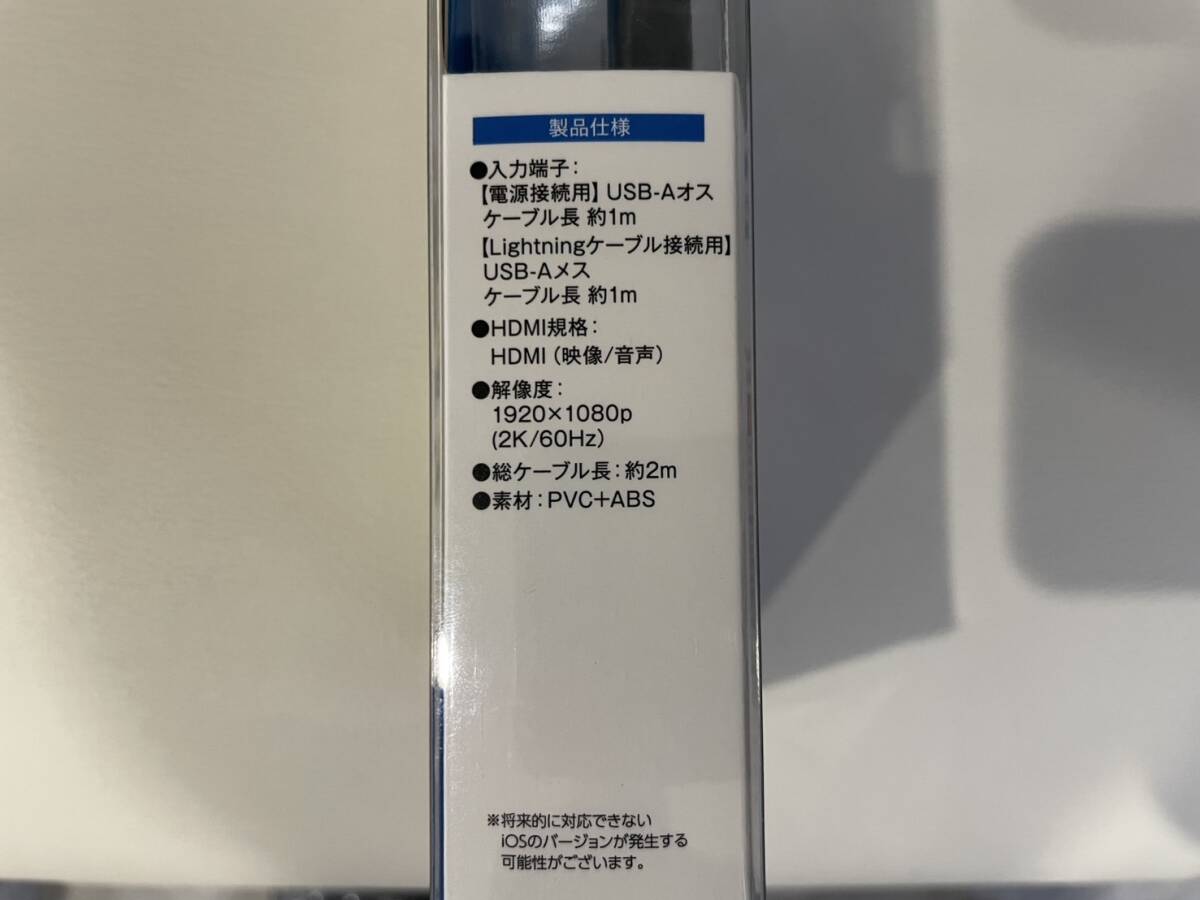 製品仕様
●入力端子：
【電源接続用】USB-Aオス
ケーブル長 約1m
【Lightningケーブル接続用】
USB-Aメス
ケーブル長 約1m
●HDMI規格：
HDMI（映像/音声）
●解像度：
1920×1080p
(2K/60Hz)
●総ケーブル長：約2m
●素材：PVC+ABS
※将来的に対応できない
iOSのバージョンが発生する
可能性がございます。